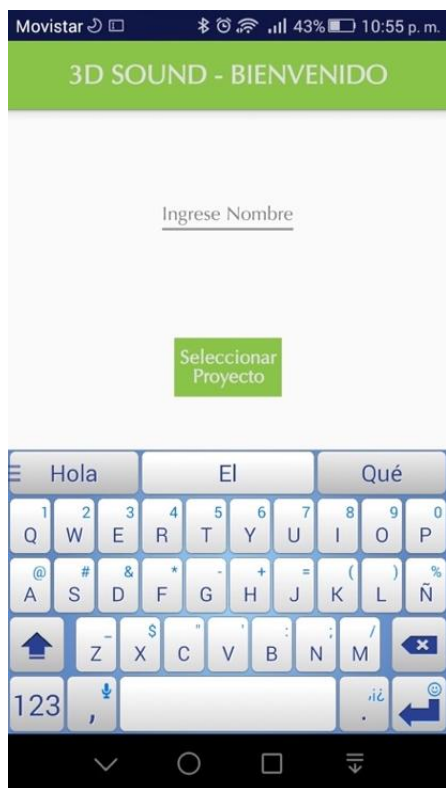 Movistar 43% 10:55 p. m.
3D SOUND - BIENVENIDO
Ingrese Nombre
Seleccionar
Proyecto
Hola El Qué
1 2 3 4 5 6 7 8 9 0
Q W E R T Y U I O P
@ # & * - + = ( ) %
A S D F G H J K L Ñ
_ $ " ' : ; /
Z X C V B N M
123 , .¡¿ .